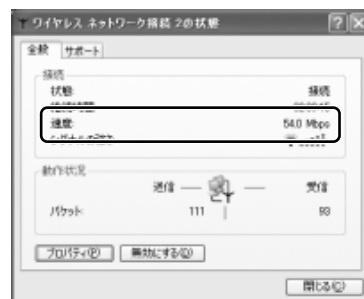 ワイヤレス ネットワーク接続 2の状態
全般 サポート
接続
状態: 接続
速度: 54.0 Mbps
動作状況
送信 — — 受信
パケット: 111 | 93
プロパティ(P) 無効にする(D)
閉じる(C)